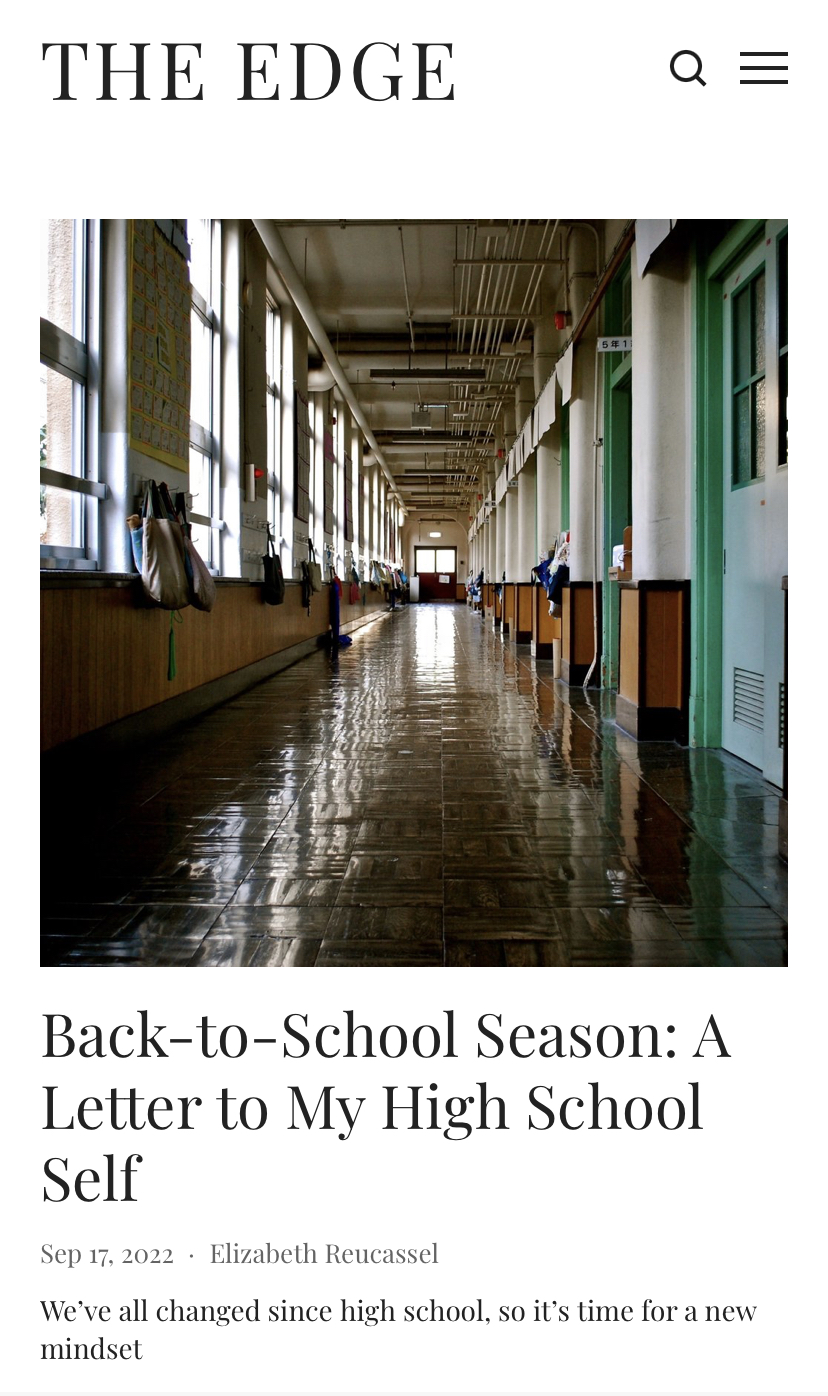 THE EDGE
5年1
Back-to-School Season: A
Letter to My High School
Self
Sep 17, 2022 · Elizabeth Reucassel
We’ve all changed since high school, so it’s time for a new
mindset